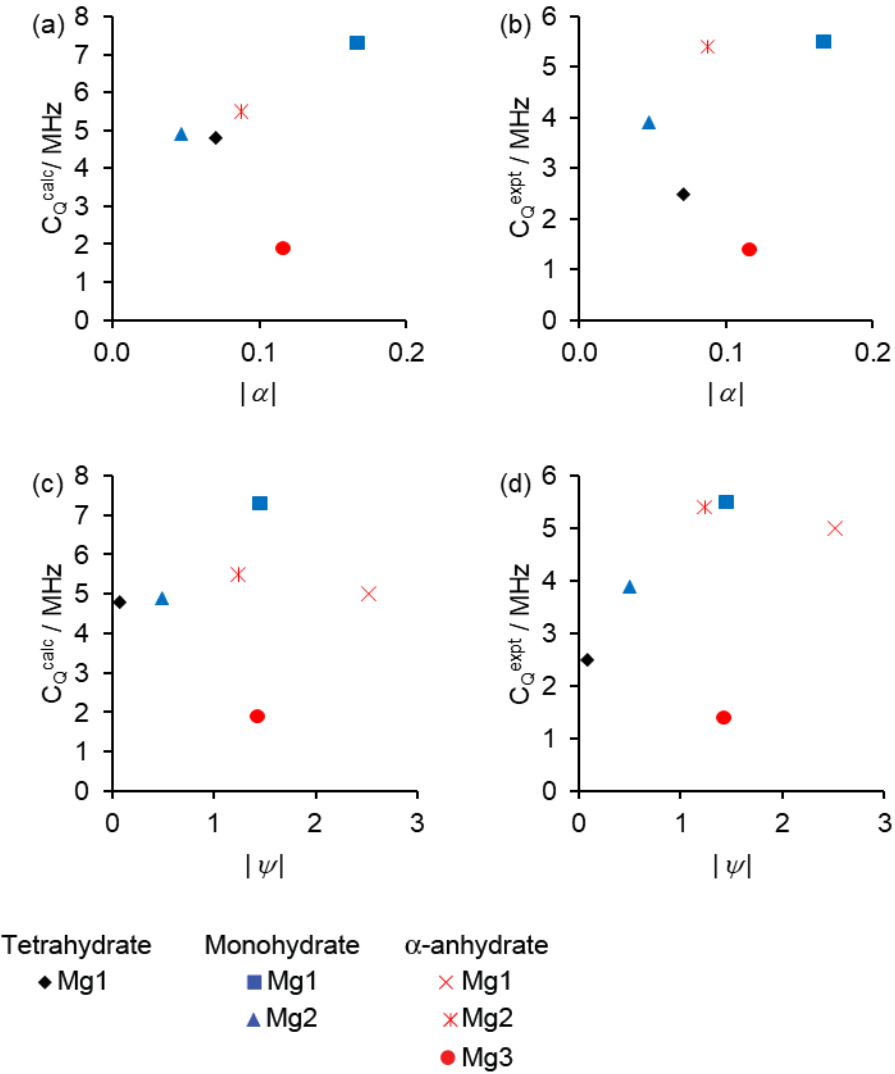 (a)
8
7
6
5
4
3
2
1
0
C_Q^calc/ MHz
0.0 0.1 0.2
|α|
(b)
6
5
4
3
2
1
0
C_Q^expt / MHz
0.0 0.1 0.2
|α|
(c)
8
7
6
5
4
3
2
1
0
C_Q^calc / MHz
0 1 2 3
|ψ|
(d)
6
5
4
3
2
1
0
C_Q^expt / MHz
0 1 2 3
|ψ|
Tetrahydrate Monohydrate α-anhydrate
Mg1 Mg1 Mg1
Mg2 Mg2
Mg3